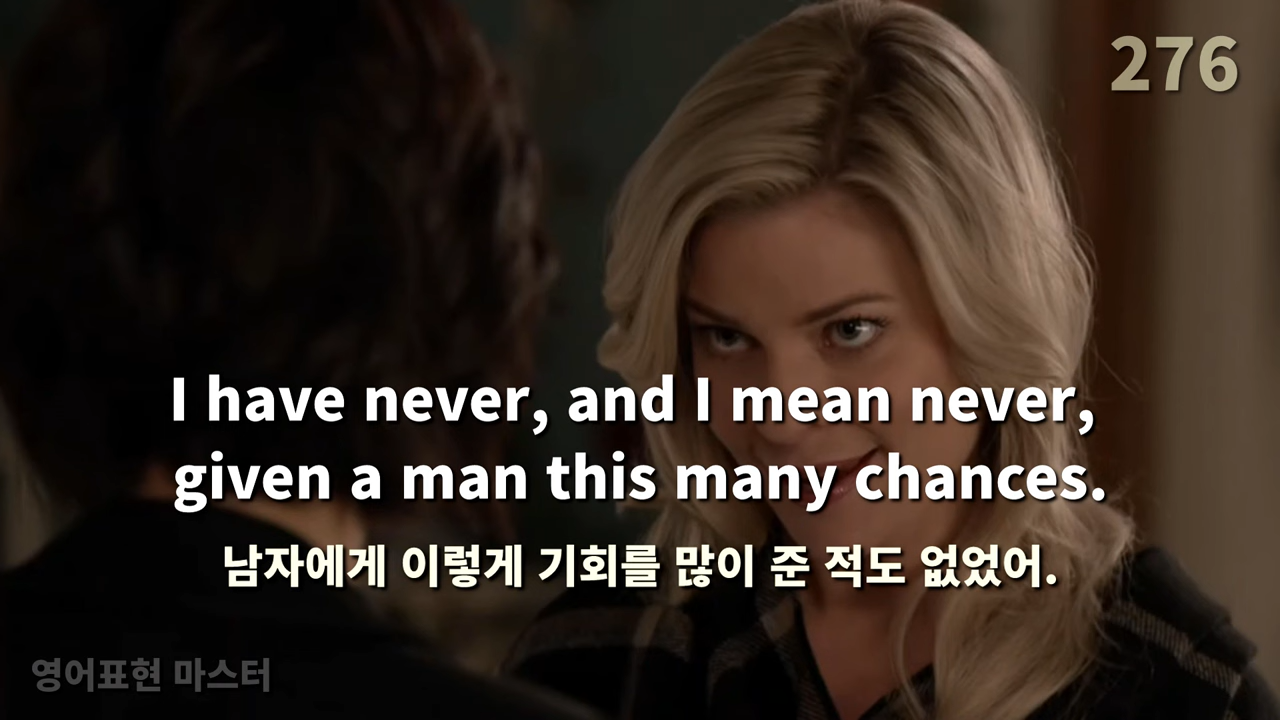 276
I have never, and I mean never,
given a man this many chances.
남자에게 이렇게 기회를 많이 준 적도 없었어.
영어표현 마스터